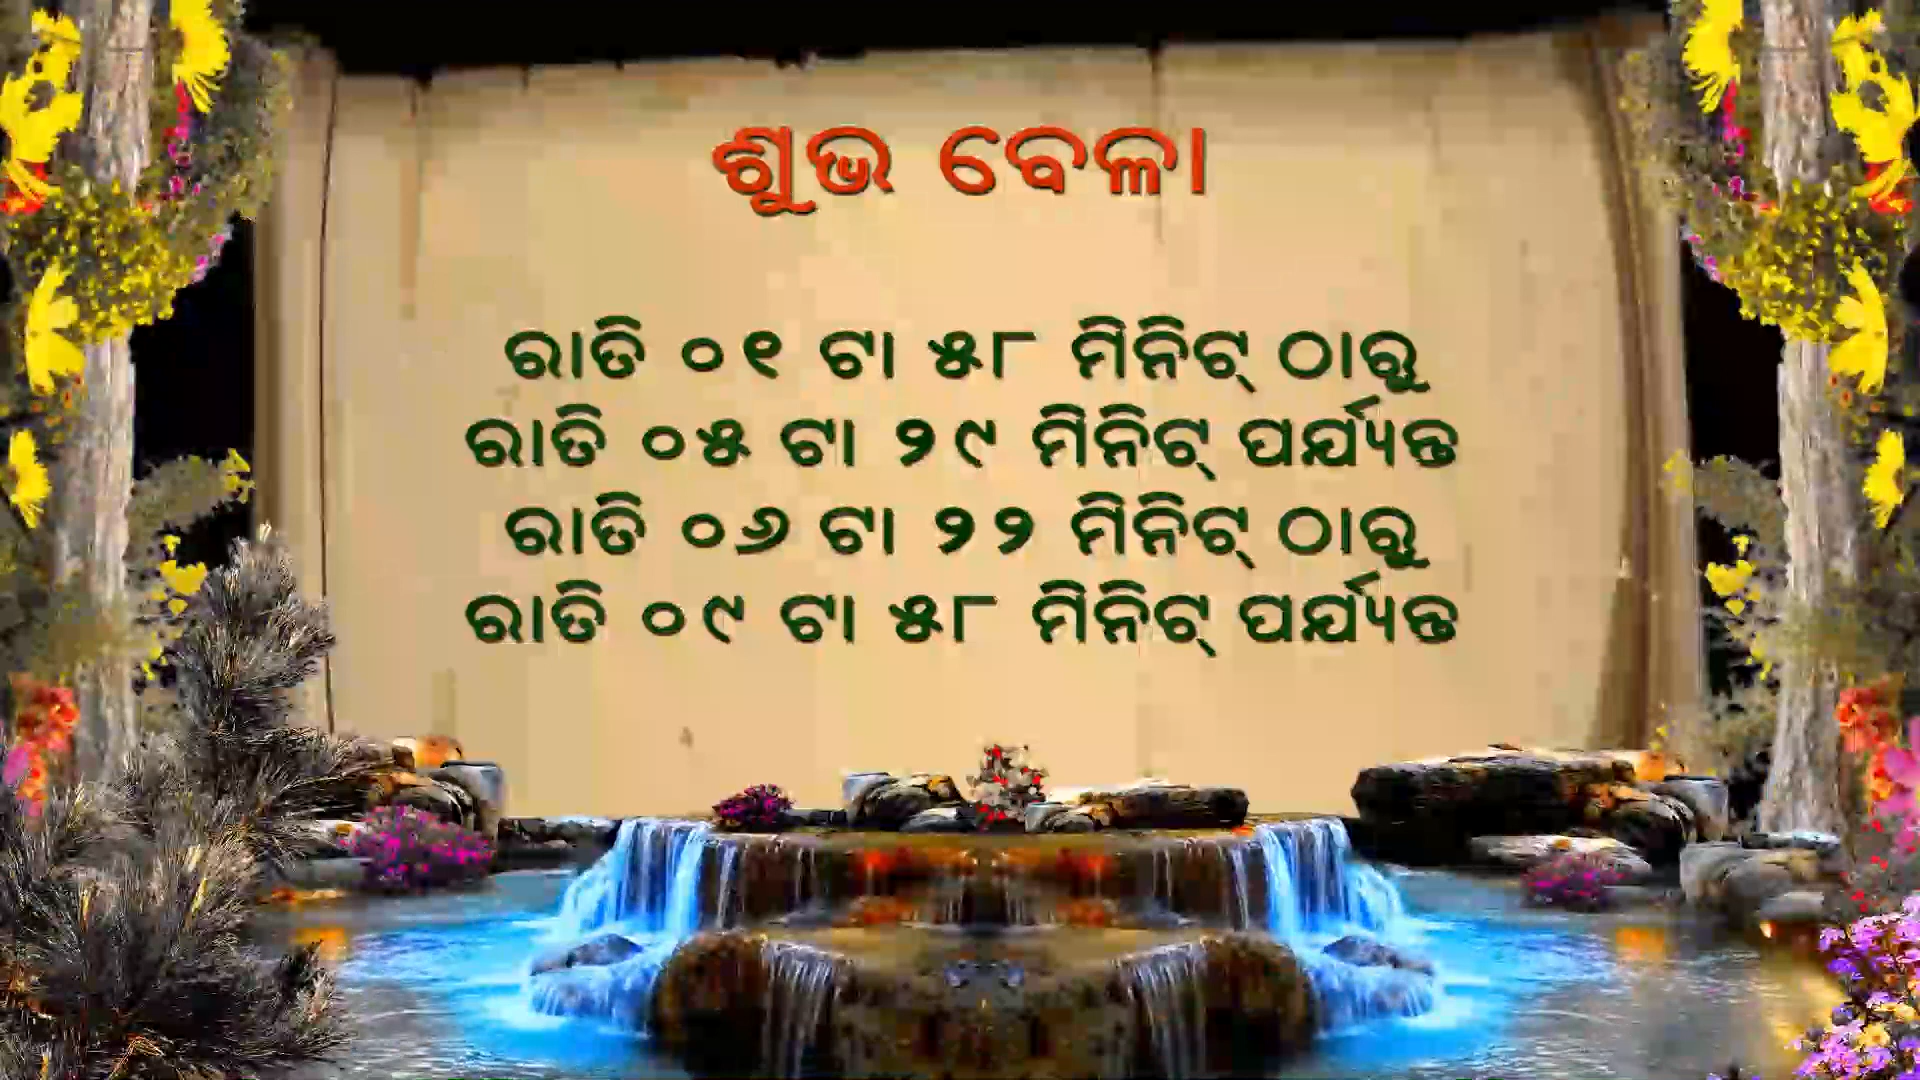 ଶୁଭ ବେଳା
ରାତି ୦୧ ଟା ୫୮ ମିନିଟ୍ ଠାରୁ
ରାତି ୦୫ ଟା ୨୯ ମିନିଟ୍ ପର୍ଯ୍ୟନ୍ତ
ରାତି ୦୬ ଟା ୨୨ ମିନିଟ୍ ଠାରୁ
ରାତି ୦୯ ଟା ୫୮ ମିନିଟ୍ ପର୍ଯ୍ୟନ୍ତ